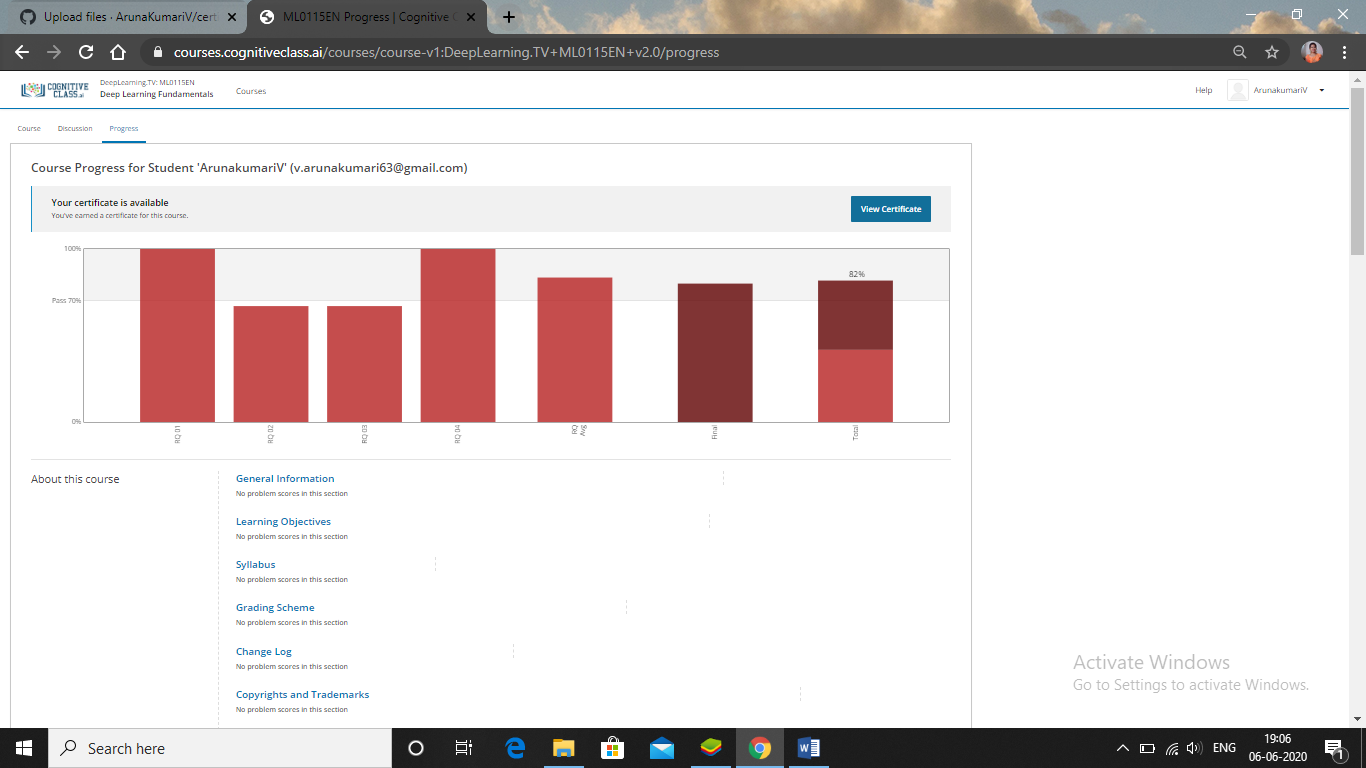 Upload files · ArunaKumariV/cert
ML0115EN Progress | Cognitive C
courses.cognitiveclass.ai/courses/course-v1:DeepLearning.TV+ML0115EN+v2.0/progress
COGNITIVE
CLASS.ai
DeepLearning.TV: ML0115EN
Deep Learning Fundamentals
Courses
Help
ArunakumariV
Course
Discussion
Progress
Course Progress for Student 'ArunakumariV' (v.arunakumari63@gmail.com)
Your certificate is available
You've earned a certificate for this course.
View Certificate
100%
Pass 70%
0%
82%
RQ 01
RQ 02
RQ 03
RQ 04
RQ
Avg
Final
Total
About this course
General Information
No problem scores in this section
Learning Objectives
No problem scores in this section
Syllabus
No problem scores in this section
Grading Scheme
No problem scores in this section
Change Log
No problem scores in this section
Copyrights and Trademarks
No problem scores in this section
Activate Windows
Go to Settings to activate Windows.
Search here
ENG
19:06
06-06-2020
1